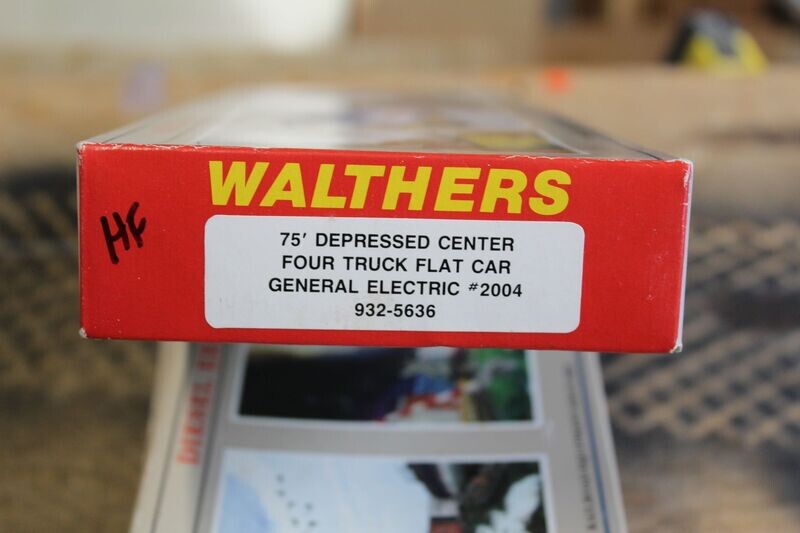 WALTHERS
HF
75' DEPRESSED CENTER
FOUR TRUCK FLAT CAR
GENERAL ELECTRIC #2004
932-5636